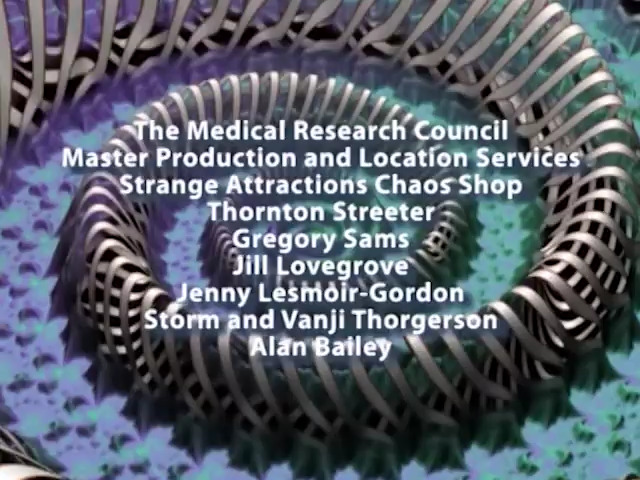 The Medical Research Council
Master Production and Location Services
Strange Attractions Chaos Shop
Thornton Streeter
Gregory Sams
Jill Lovegrove
Jenny Lesmoir-Gordon
Storm and Vanji Thorgerson
Alan Bailey